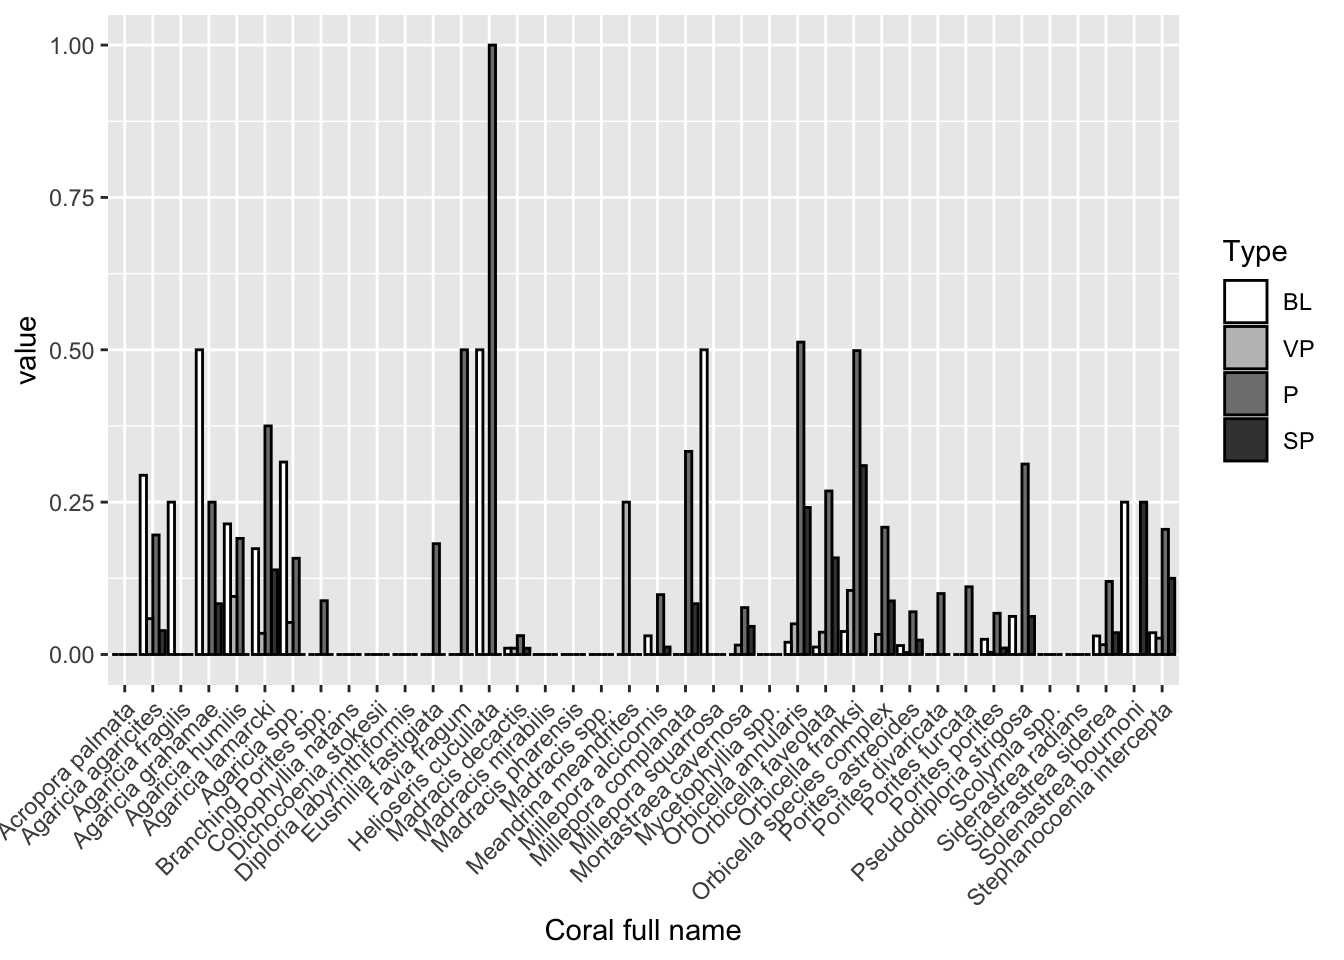 1.00
0.75
0.50
0.25
0.00
value
Acropora palmata
Agaricia agaricites
Agaricia fragilis
Agaricia grahamae
Agaricia humilis
Agaricia lamarcki
Agaricia spp.
Branching Porites spp.
Colpophyllia natans
Dichocoenia stokesii
Diploria labyrinthiformis
Eusmilia fastigiata
Favia fragum
Helioseris cucullata
Madracis decactis
Madracis mirabilis
Madracis pharensis
Madracis spp.
Meandrina meandrites
Millepora alcicornis
Millepora complanata
Millepora squarrosa
Montastraea cavernosa
Mycetophyllia spp.
Orbicella annularis
Orbicella faveolata
Orbicella franksi
Orbicella species complex
Porites astreoides
Porites divaricata
Porites furcata
Porites porites
Pseudodiploria strigosa
Scolymia spp.
Siderastrea radians
Siderastrea siderea
Solenastrea bournoni
Stephanocoenia intercepta
Coral full name
Type
BL
VP
P
SP